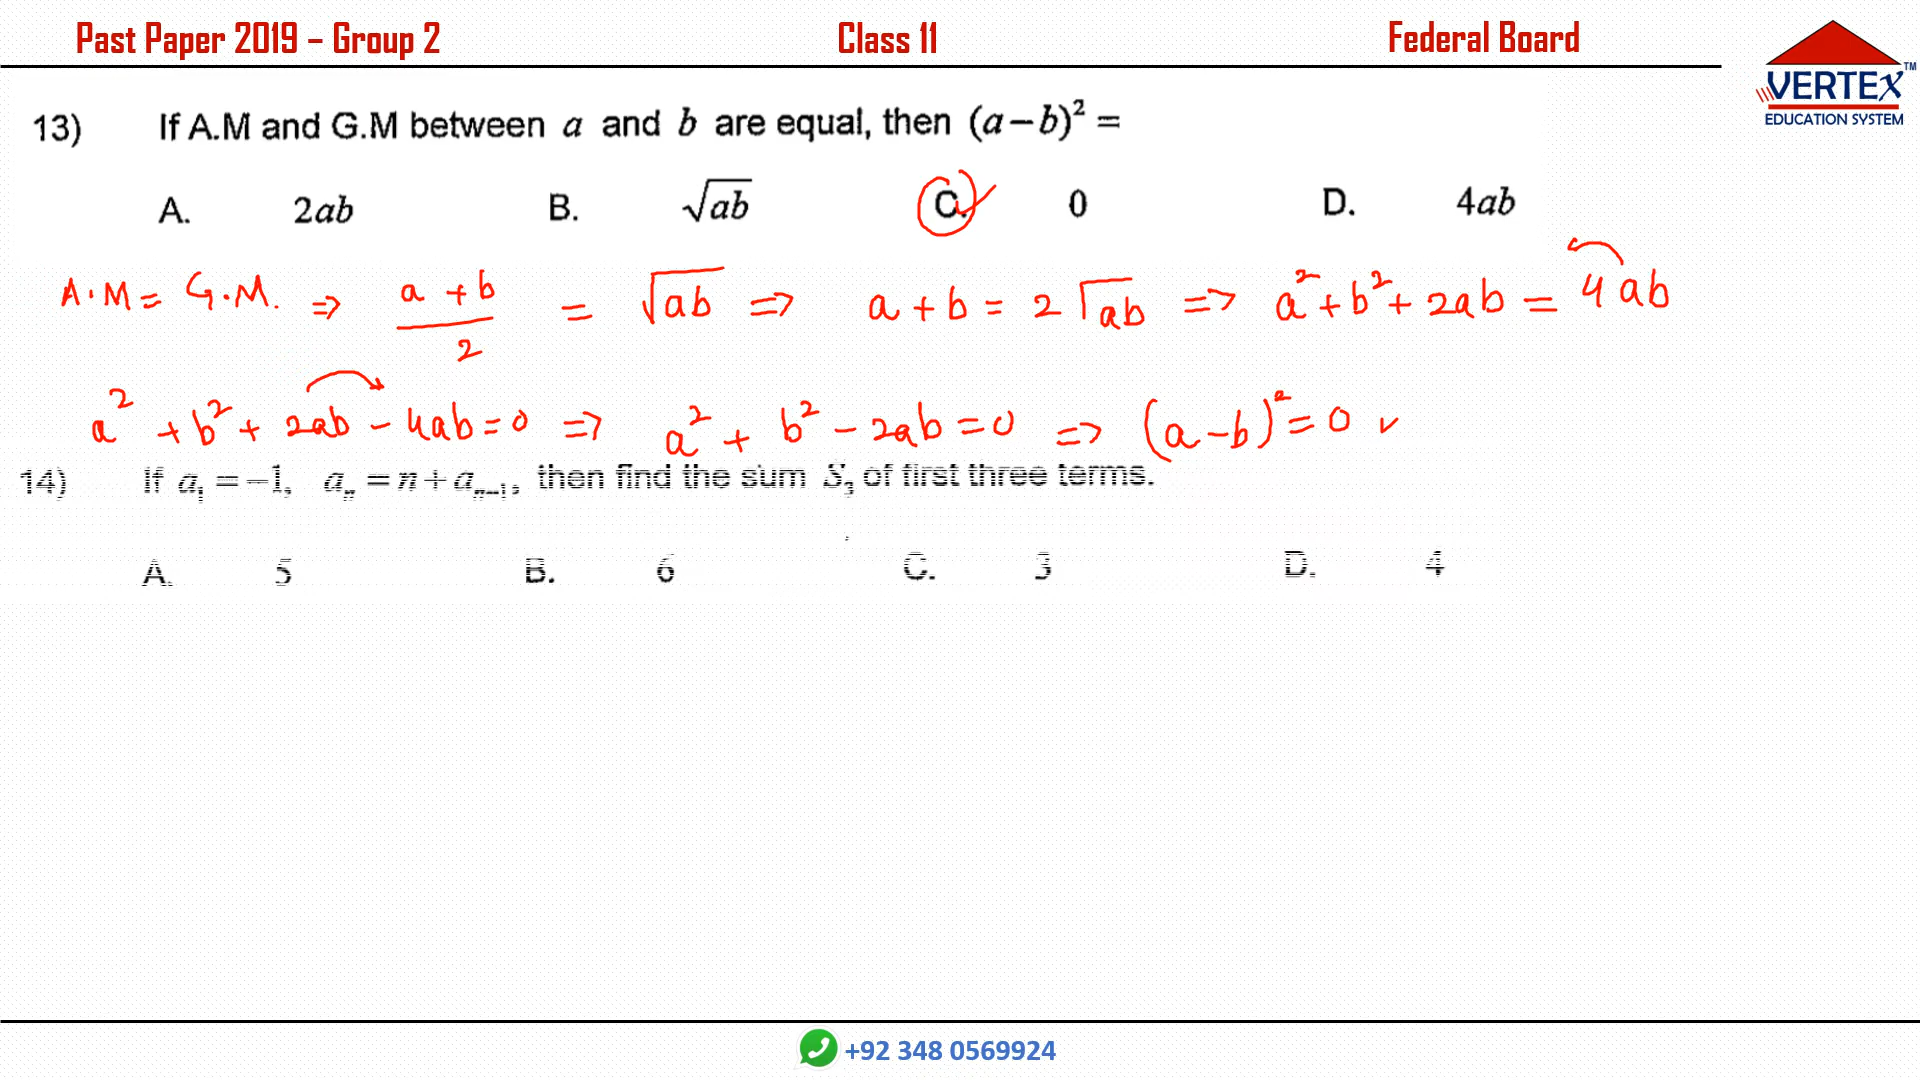 Past Paper 2019 – Group 2 Class 11 Federal Board
VERTEX™
EDUCATION SYSTEM
13) If A.M and G.M between a and b are equal, then (a−b)² =
A. 2ab B. √ab C. 0 D. 4ab
A.M = G.M. ⇒ (a+b)/2 = √ab ⇒ a+b = 2√ab ⇒ a²+b²+2ab = 4ab
a²+b²+2ab−4ab=0 ⇒ a²+b²−2ab=0 ⇒ (a−b)²=0 ✓
14) If a₁ = −1, aₙ = n+aₙ₋₁, then find the sum S₃ of first three terms.
A. 5 B. 6 C. 3 D. 4
+92 348 0569924